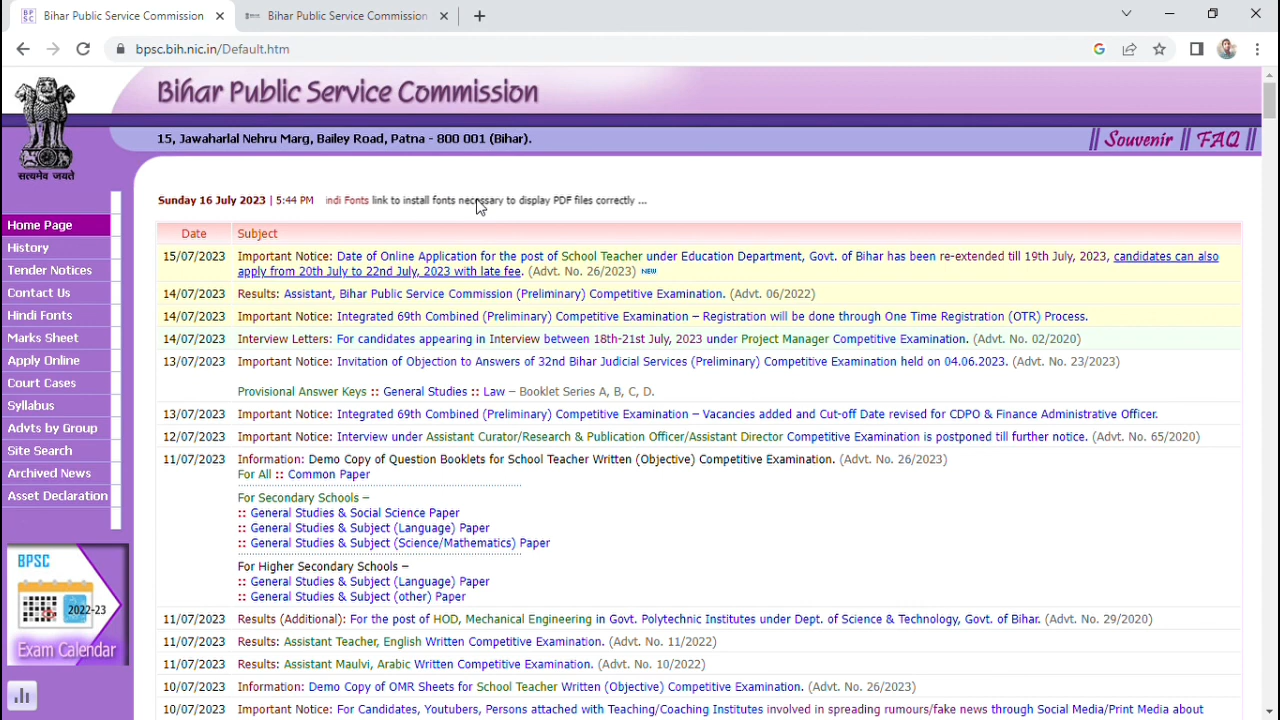 Bihar Public Service Commission
Bihar Public Service Commission
bpsc.bih.nic.in/Default.htm
Bihar Public Service Commission
सत्यमेव जयते
15, Jawaharlal Nehru Marg, Bailey Road, Patna - 800 001 (Bihar).
Souvenir
FAQ
Sunday 16 July 2023 | 5:44 PM
indi Fonts link to install fonts necessary to display PDF files correctly ...
Home Page
History
Tender Notices
Contact Us
Hindi Fonts
Marks Sheet
Apply Online
Court Cases
Syllabus
Advts by Group
Site Search
Archived News
Asset Declaration
BPSC
2022-23
Exam Calendar
Date Subject
15/07/2023 Important Notice: Date of Online Application for the post of School Teacher under Education Department, Govt. of Bihar has been re-extended till 19th July, 2023, candidates can also
apply from 20th July to 22nd July, 2023 with late fee. (Advt. No. 26/2023) NEW
14/07/2023 Results: Assistant, Bihar Public Service Commission (Preliminary) Competitive Examination. (Advt. 06/2022)
14/07/2023 Important Notice: Integrated 69th Combined (Preliminary) Competitive Examination – Registration will be done through One Time Registration (OTR) Process.
14/07/2023 Interview Letters: For candidates appearing in Interview between 18th-21st July, 2023 under Project Manager Competitive Examination. (Advt. No. 02/2020)
13/07/2023 Important Notice: Invitation of Objection to Answers of 32nd Bihar Judicial Services (Preliminary) Competitive Examination held on 04.06.2023. (Advt. No. 23/2023)
Provisional Answer Keys :: General Studies :: Law – Booklet Series A, B, C, D.
13/07/2023 Important Notice: Integrated 69th Combined (Preliminary) Competitive Examination – Vacancies added and Cut-off Date revised for CDPO & Finance Administrative Officer.
12/07/2023 Important Notice: Interview under Assistant Curator/Research & Publication Officer/Assistant Director Competitive Examination is postponed till further notice. (Advt. No. 65/2020)
11/07/2023 Information: Demo Copy of Question Booklets for School Teacher Written (Objective) Competitive Examination. (Advt. No. 26/2023)
For All :: Common Paper
For Secondary Schools –
:: General Studies & Social Science Paper
:: General Studies & Subject (Language) Paper
:: General Studies & Subject (Science/Mathematics) Paper
For Higher Secondary Schools –
:: General Studies & Subject (Language) Paper
:: General Studies & Subject (other) Paper
11/07/2023 Results (Additional): For the post of HOD, Mechanical Engineering in Govt. Polytechnic Institutes under Dept. of Science & Technology, Govt. of Bihar. (Advt. No. 29/2020)
11/07/2023 Results: Assistant Teacher, English Written Competitive Examination. (Advt. No. 11/2022)
11/07/2023 Results: Assistant Maulvi, Arabic Written Competitive Examination. (Advt. No. 10/2022)
10/07/2023 Information: Demo Copy of OMR Sheets for School Teacher Written (Objective) Competitive Examination. (Advt. No. 26/2023)
10/07/2023 Important Notice: For Candidates, Youtubers, Persons attached with Teaching/Coaching Institutes involved in spreading rumours/fake news through Social Media/Print Media about